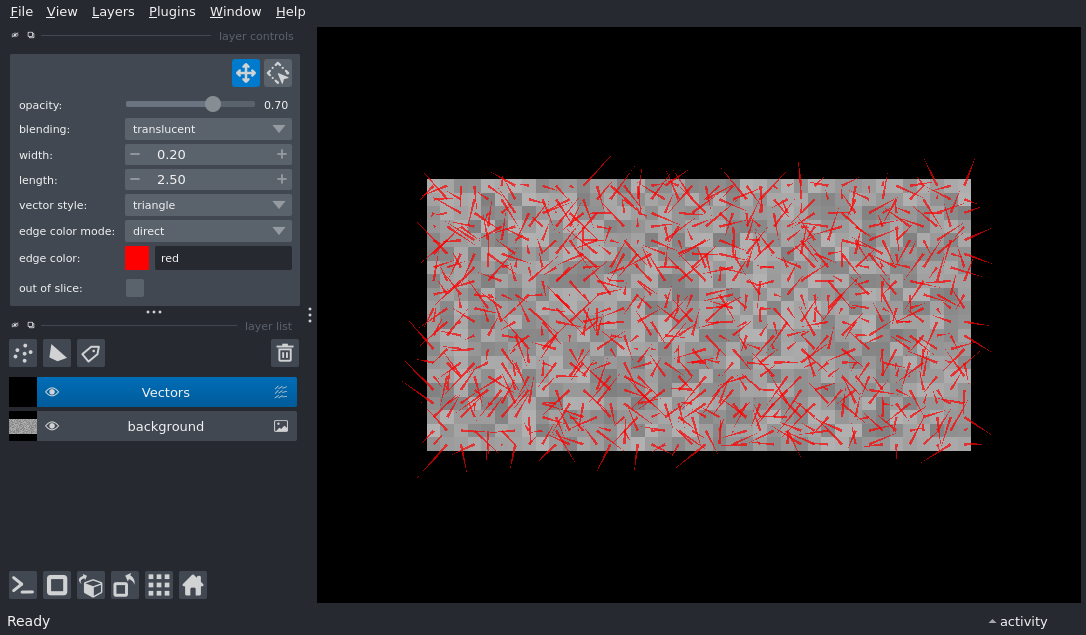 File View Layers Plugins Window Help
layer controls
opacity: 0.70
blending: translucent
width: − 0.20 +
length: − 2.50 +
vector style: triangle
edge color mode: direct
edge color: red
out of slice:
layer list
Vectors
background
Ready
activity